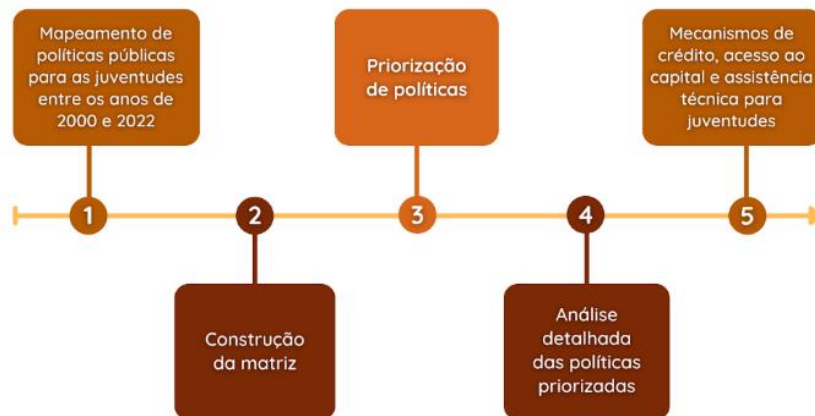 Mapeamento de
políticas públicas
para as juventudes
entre os anos de
2000 e 2022
Priorização
de políticas
Mecanismos de
crédito, acesso ao
capital e assistência
técnica para
juventudes
1
2
3
4
5
Construção
da matriz
Análise
detalhada
das políticas
priorizadas